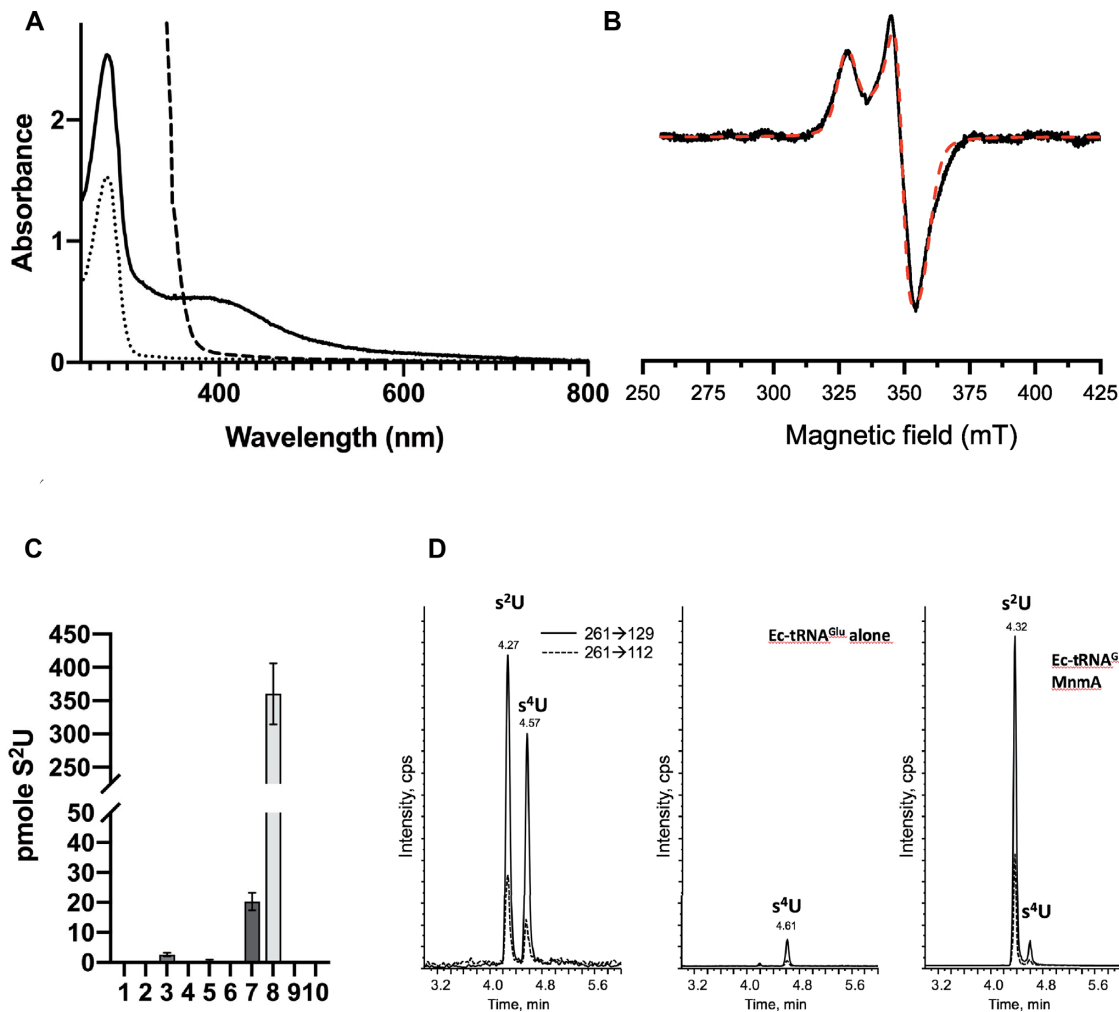 A
Absorbance
2
1
0
400
600
800
Wavelength (nm)
B
250
275
300
325
350
375
400
425
Magnetic field (mT)
C
pmole S²U
450
400
350
300
250
50
40
30
20
10
0
1 2 3 4 5 6 7 8 9 10
D
s²U
4.27
261→129
261→112
s⁴U
4.57
Intensity, cps
3.2 4.0 4.8 5.6
Time, min
Ec-tRNAᴳˡᵘ alone
s⁴U
4.61
Intensity, cps
3.2 4.0 4.8 5.6
Time, min
s²U
4.32
Ec-tRNAᴳ
MnmA
s⁴U
Intensity, cps
3.2 4.0 4.8 5.6
Time, min